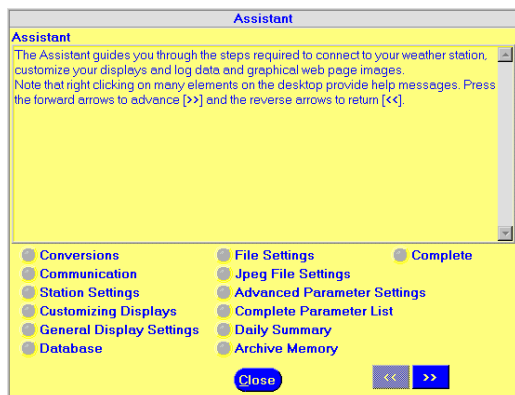 Assistant
Assistant
The Assistant guides you through the steps required to connect to your weather station,
customize your displays and log data and graphical web page images.
Note that right clicking on many elements on the desktop provide help messages. Press
the forward arrows to advance [>>] and the reverse arrows to return [<<].
Conversions
File Settings
Complete
Communication
Jpeg File Settings
Station Settings
Advanced Parameter Settings
Customizing Displays
Complete Parameter List
General Display Settings
Daily Summary
Database
Archive Memory
Close
<<
>>